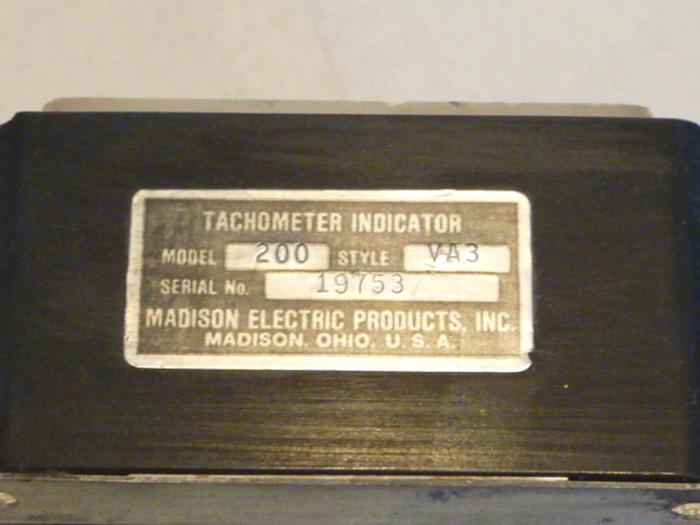 TACHOMETER INDICATOR
MODEL 200 STYLE VA3
SERIAL No. 19753
MADISON ELECTRIC PRODUCTS, INC.
MADISON, OHIO, U. S. A.